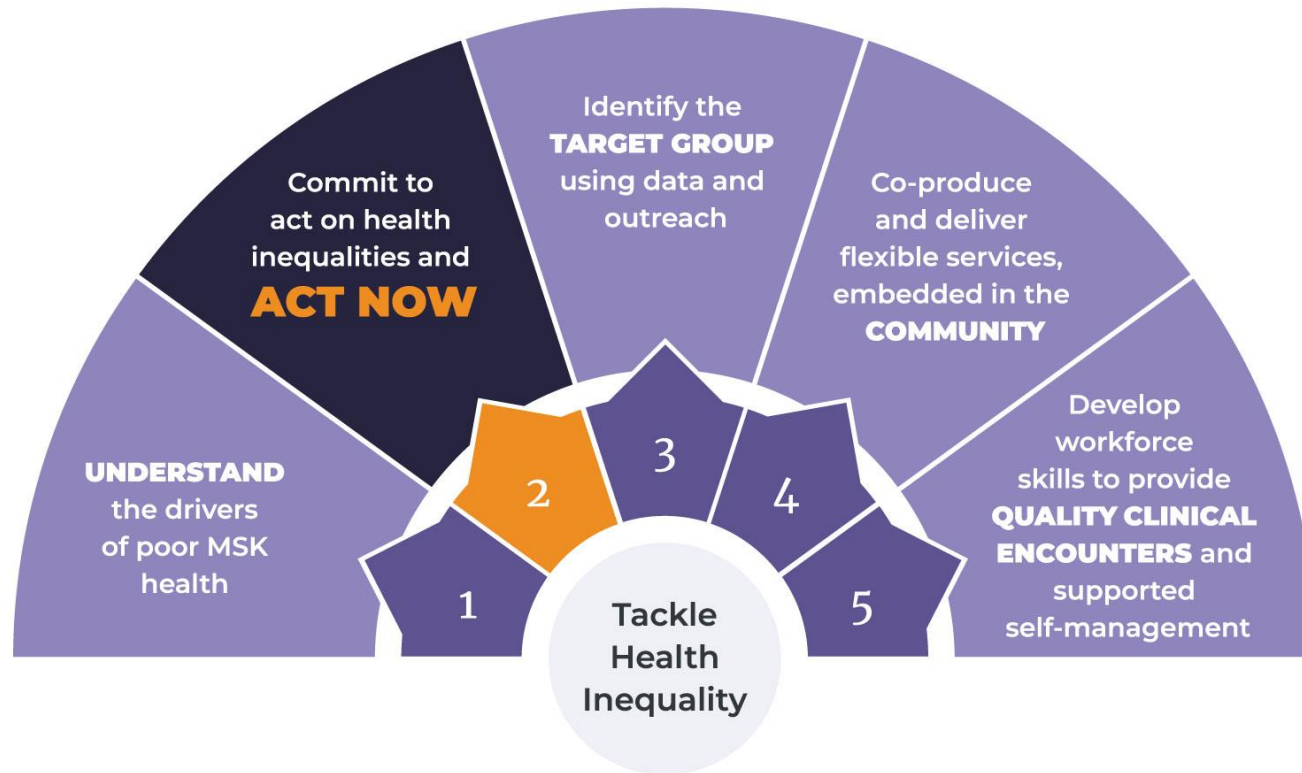 UNDERSTAND
the drivers
of poor MSK
health
1
Commit to
act on health
inequalities and
ACT NOW
2
Identify the
TARGET GROUP
using data and
outreach
3
Co-produce
and deliver
flexible services,
embedded in the
COMMUNITY
4
Develop
workforce
skills to provide
QUALITY CLINICAL
ENCOUNTERS and
supported
self-management
5
Tackle
Health
Inequality